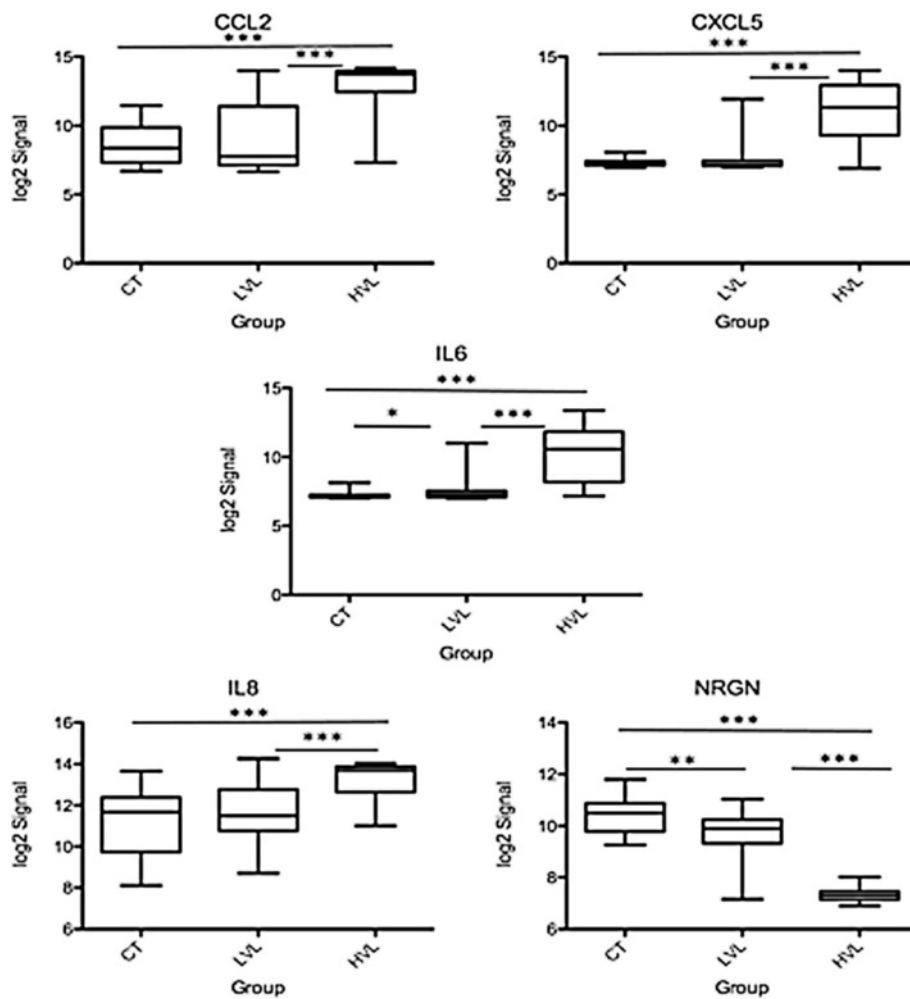 CCL2
***
***
15
10
5
0
log2 Signal
CT
LVL
HVL
Group
CXCL5
***
***
15
10
5
0
log2 Signal
CT
LVL
HVL
Group
IL6
***
*
***
15
10
5
0
log2 Signal
CT
LVL
HVL
Group
IL8
***
***
16
14
12
10
8
6
log2 Signal
CT
LVL
HVL
Group
NRGN
***
**
***
14
12
10
8
6
log2 Signal
CT
LVL
HVL
Group